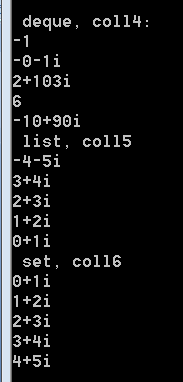 deque, coll4:
-1
-0-1i
2+103i
6
-10+90i
list, coll5
-4-5i
3+4i
2+3i
1+2i
0+1i
set, coll6
0+1i
1+2i
2+3i
3+4i
4+5i